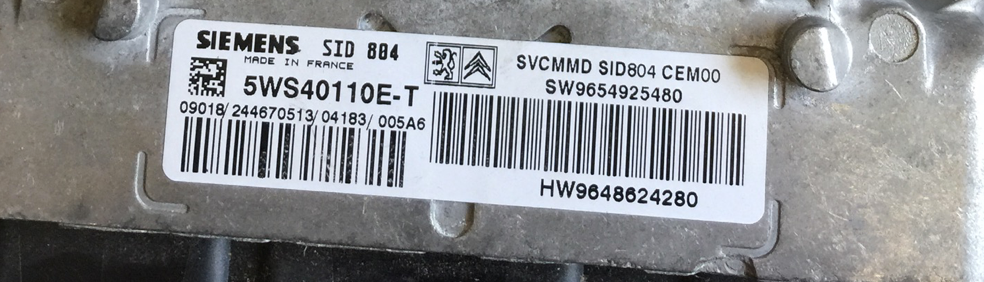 SIEMENS SID 804
MADE IN FRANCE
5WS40110E-T
09018/244670513/04183/005A6
SVCMMD SID804 CEM00
SW9654925480
HW9648624280